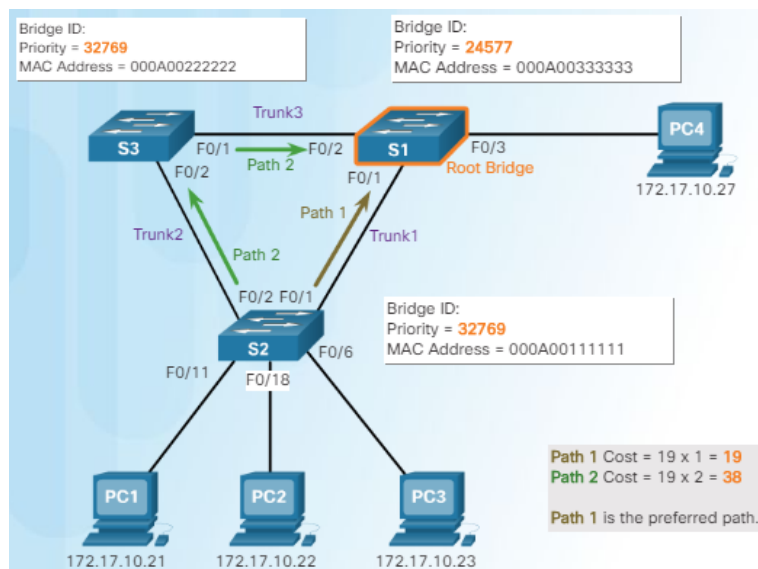 Bridge ID:
Priority = 32769
MAC Address = 000A00222222
Bridge ID:
Priority = 24577
MAC Address = 000A00333333
Trunk3
S3
F0/1
F0/2
S1
F0/3
PC4
Path 2
Root Bridge
F0/2
F0/1
172.17.10.27
Path 1
Trunk2
Trunk1
Path 2
F0/2
F0/1
Bridge ID:
Priority = 32769
MAC Address = 000A00111111
S2
F0/6
F0/11
F0/18
Path 1 Cost = 19 x 1 = 19
Path 2 Cost = 19 x 2 = 38
Path 1 is the preferred path.
PC1
PC2
PC3
172.17.10.21
172.17.10.22
172.17.10.23